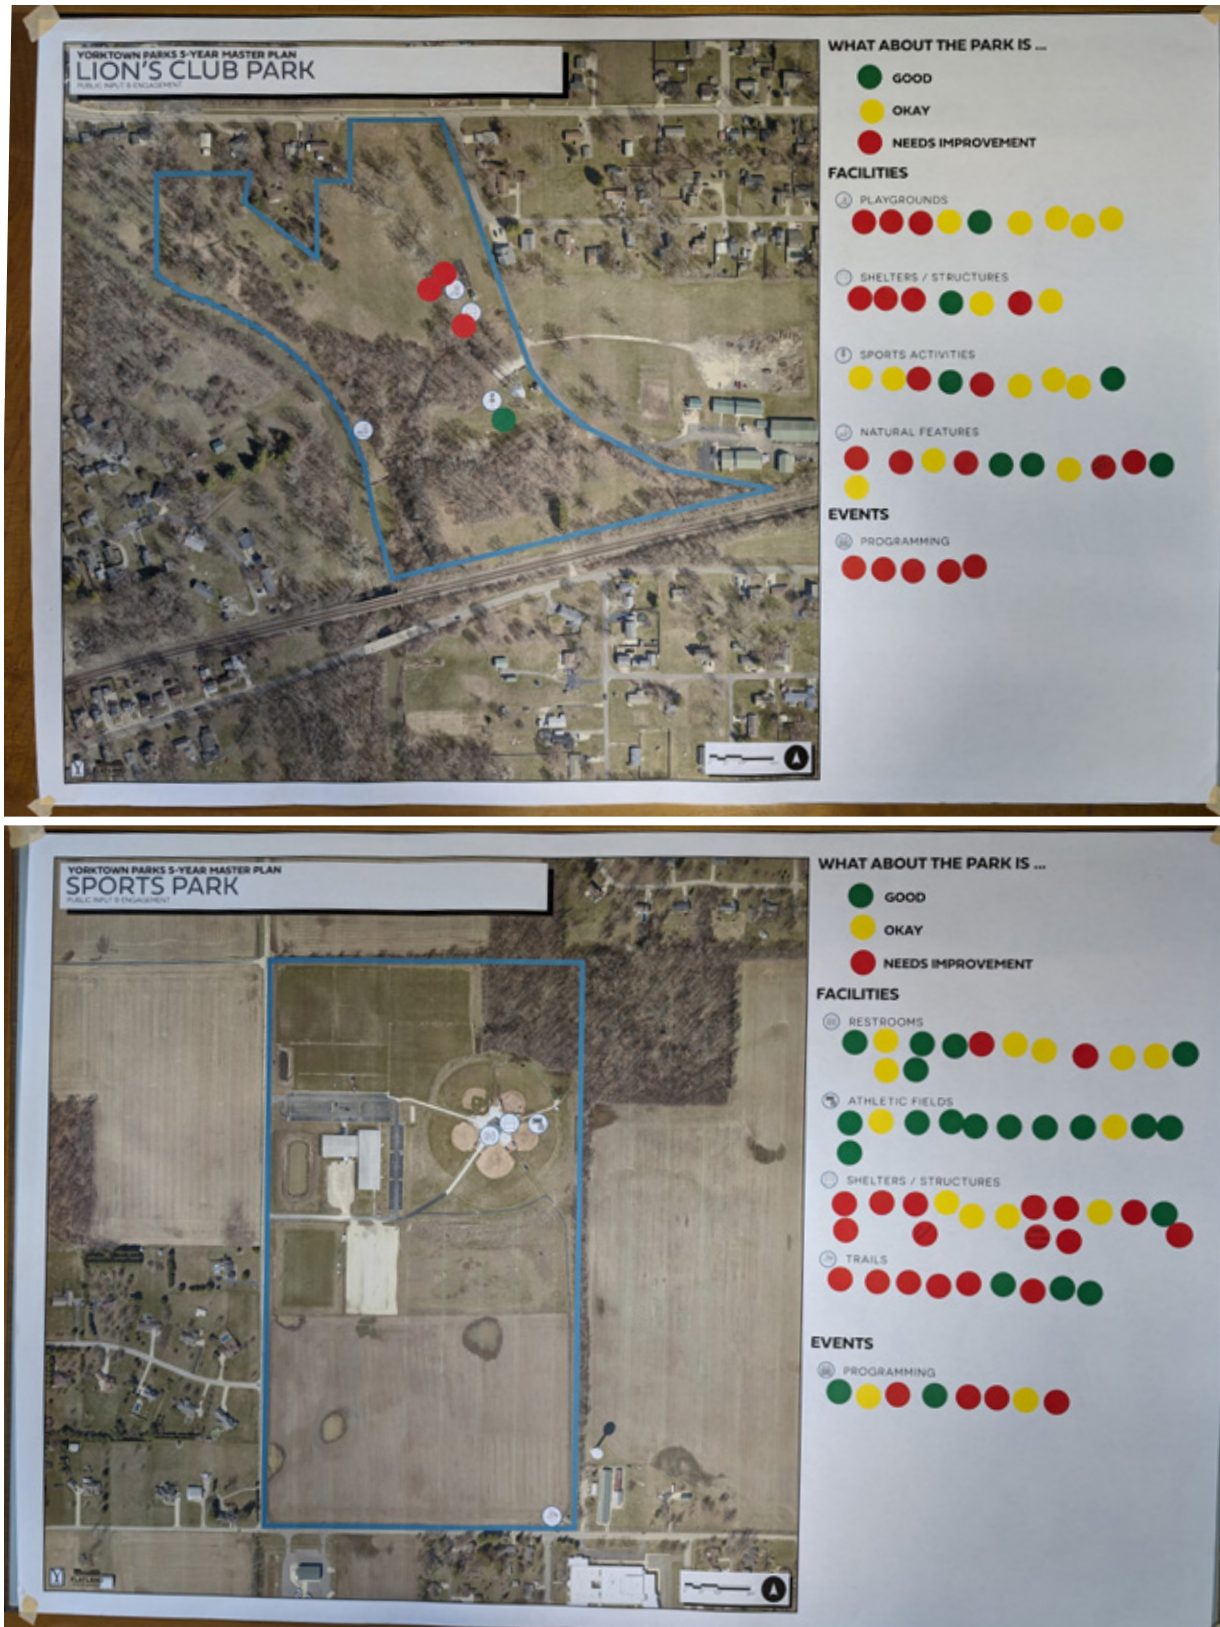 YORKTOWN PARKS 5-YEAR MASTER PLAN
LION'S CLUB PARK
PUBLIC INPUT & ENGAGEMENT
WHAT ABOUT THE PARK IS ...
GOOD
OKAY
NEEDS IMPROVEMENT
FACILITIES
PLAYGROUNDS
SHELTERS / STRUCTURES
SPORTS ACTIVITIES
NATURAL FEATURES
EVENTS
PROGRAMMING
YORKTOWN PARKS 5-YEAR MASTER PLAN
SPORTS PARK
PUBLIC INPUT & ENGAGEMENT
WHAT ABOUT THE PARK IS ...
GOOD
OKAY
NEEDS IMPROVEMENT
FACILITIES
RESTROOMS
ATHLETIC FIELDS
SHELTERS / STRUCTURES
TRAILS
EVENTS
PROGRAMMING
FLATLAND